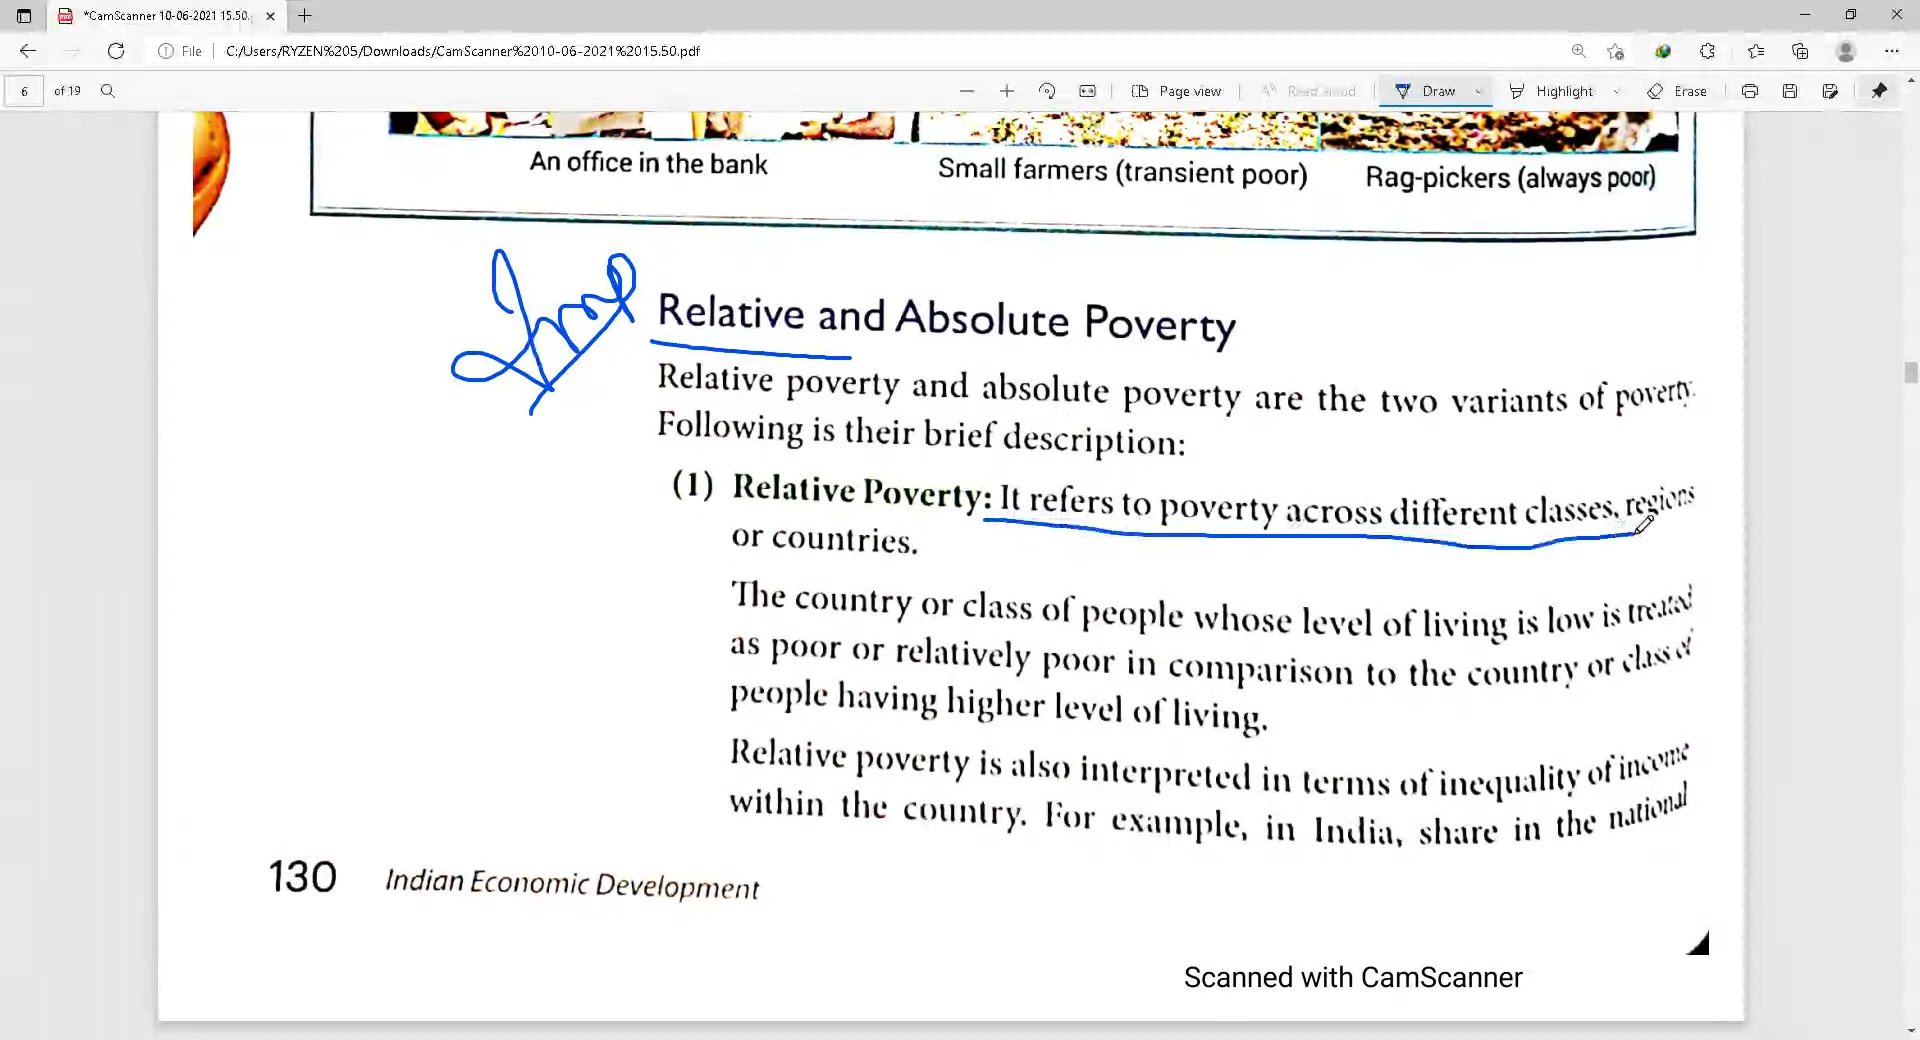 *CamScanner 10-06-2021 15.50.
File C:/Users/RYZEN%205/Downloads/CamScanner%2010-06-2021%2015.50.pdf
6 of 19 Page view Read aloud Draw Highlight Erase
An office in the bank Small farmers (transient poor) Rag-pickers (always poor)
Imp
Relative and Absolute Poverty
Relative poverty and absolute poverty are the two variants of poverty.
Following is their brief description:
(1) Relative Poverty: It refers to poverty across different classes, regions
or countries.
The country or class of people whose level of living is low is treated
as poor or relatively poor in comparison to the country or class of
people having higher level of living.
Relative poverty is also interpreted in terms of inequality of income
within the country. For example, in India, share in the national
130 Indian Economic Development
Scanned with CamScanner